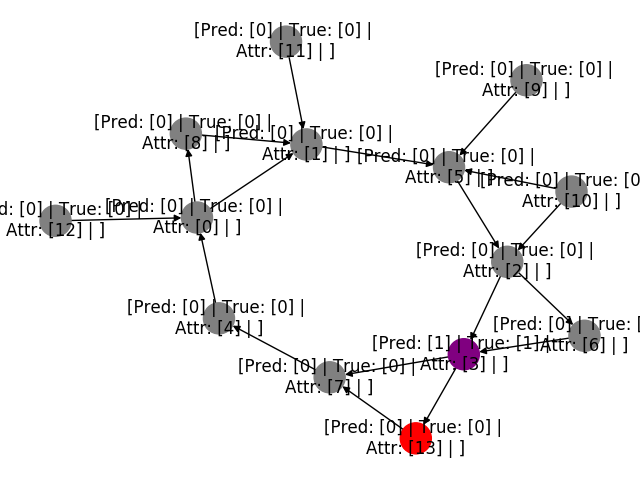 [Pred: [0] | True: [0] |
Attr: [11] | ]
[Pred: [0] | True: [0] |
Attr: [9] | ]
[Pred: [0] | True: [0] |
Attr: [8] | ]
[Pred: [0] | True: [0] |
Attr: [1] | ]
[Pred: [0] | True: [0] |
Attr: [5] | ]
[Pred: [0] | True: [0
Attr: [10] | ]
d: [0] | True: [0] |
Attr: [12] | ]
[Pred: [0] | True: [0] |
Attr: [0] | ]
[Pred: [0] | True: [0] |
Attr: [2] | ]
[Pred: [0] | True: [0] |
Attr: [4] | ]
[Pred: [0] | True: [
Attr: [6] | ]
[Pred: [1] | True: [1] |
Attr: [3] | ]
[Pred: [0] | True: [0] |
Attr: [7] | ]
[Pred: [0] | True: [0] |
Attr: [13] | ]